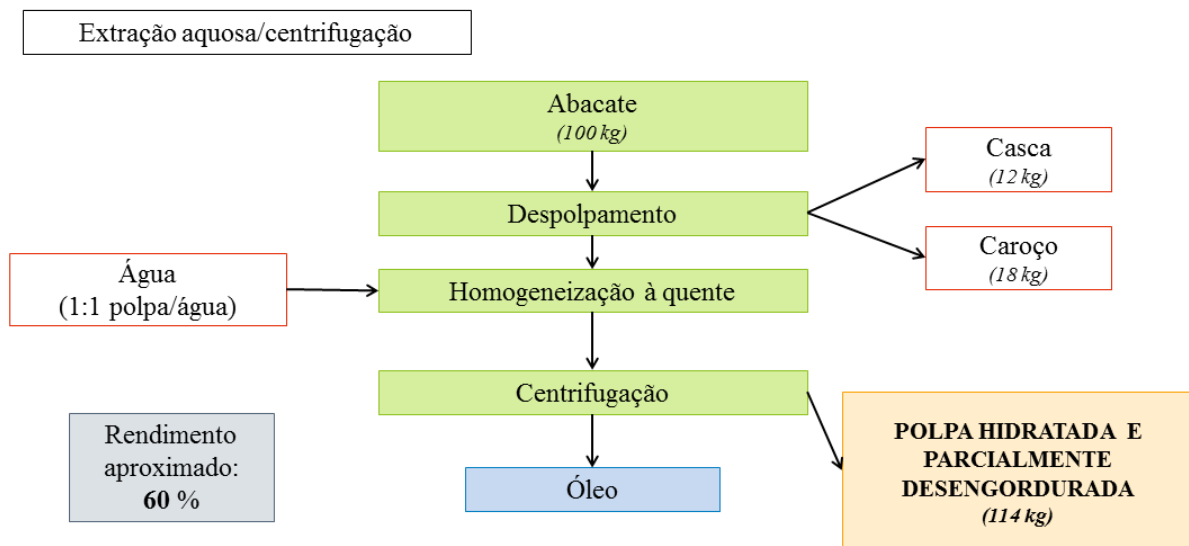 Extração aquosa/centrifugação
Abacate
(100 kg)
Casca
(12 kg)
Despolpamento
Caroço
(18 kg)
Água
(1:1 polpa/água)
Homogeneização à quente
Centrifugação
Rendimento
aproximado:
60 %
POLPA HIDRATADA E
PARCIALMENTE
DESENGORDURADA
(114 kg)
Óleo